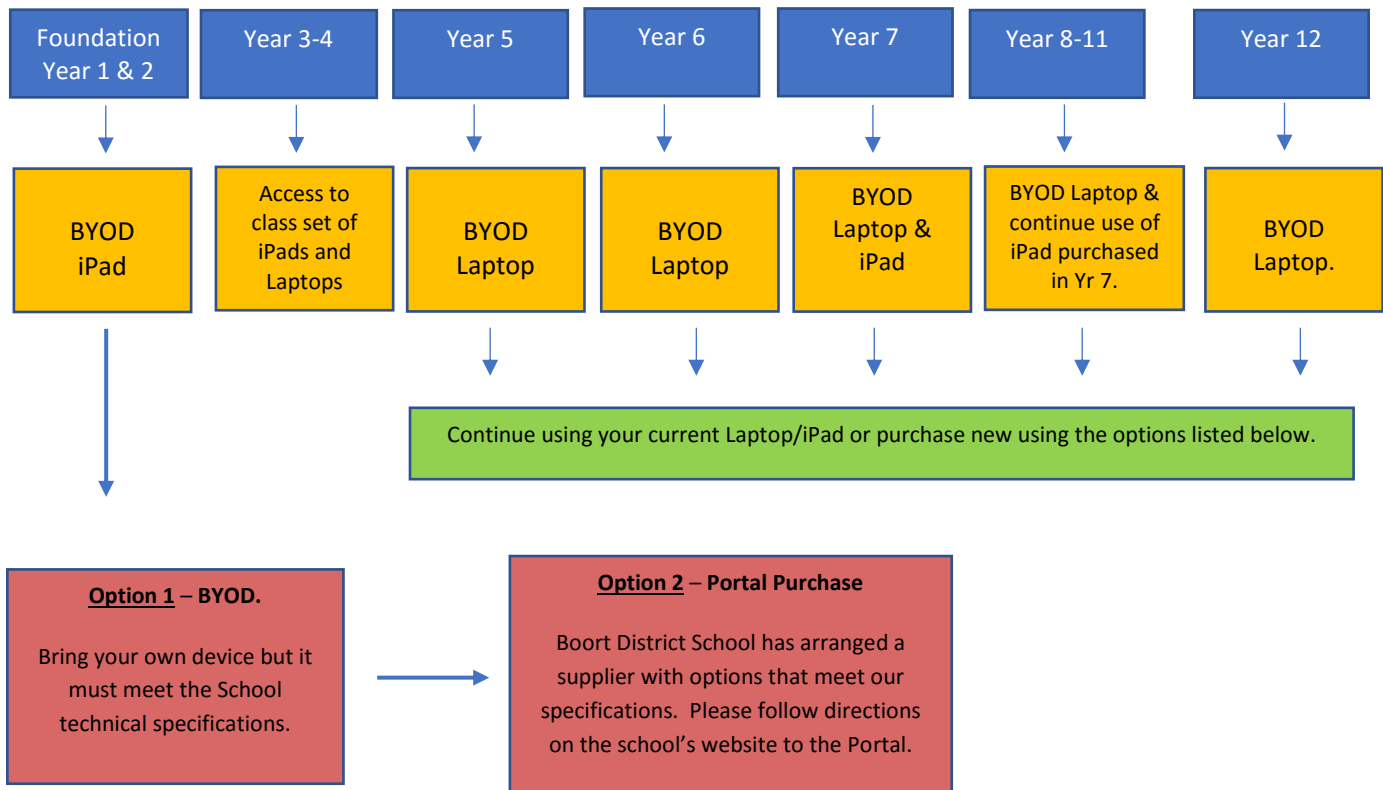 Foundation
Year 1 & 2
Year 3-4
Year 5
Year 6
Year 7
Year 8-11
Year 12
BYOD
iPad
Access to
class set of
iPads and
Laptops
BYOD
Laptop
BYOD
Laptop
BYOD
Laptop &
iPad
BYOD Laptop &
continue use of
iPad purchased
in Yr 7.
BYOD
Laptop.
Continue using your current Laptop/iPad or purchase new using the options listed below.
Option 1 – BYOD.
Bring your own device but it
must meet the School
technical specifications.
Option 2 – Portal Purchase
Boort District School has arranged a
supplier with options that meet our
specifications.  Please follow directions
on the school’s website to the Portal.